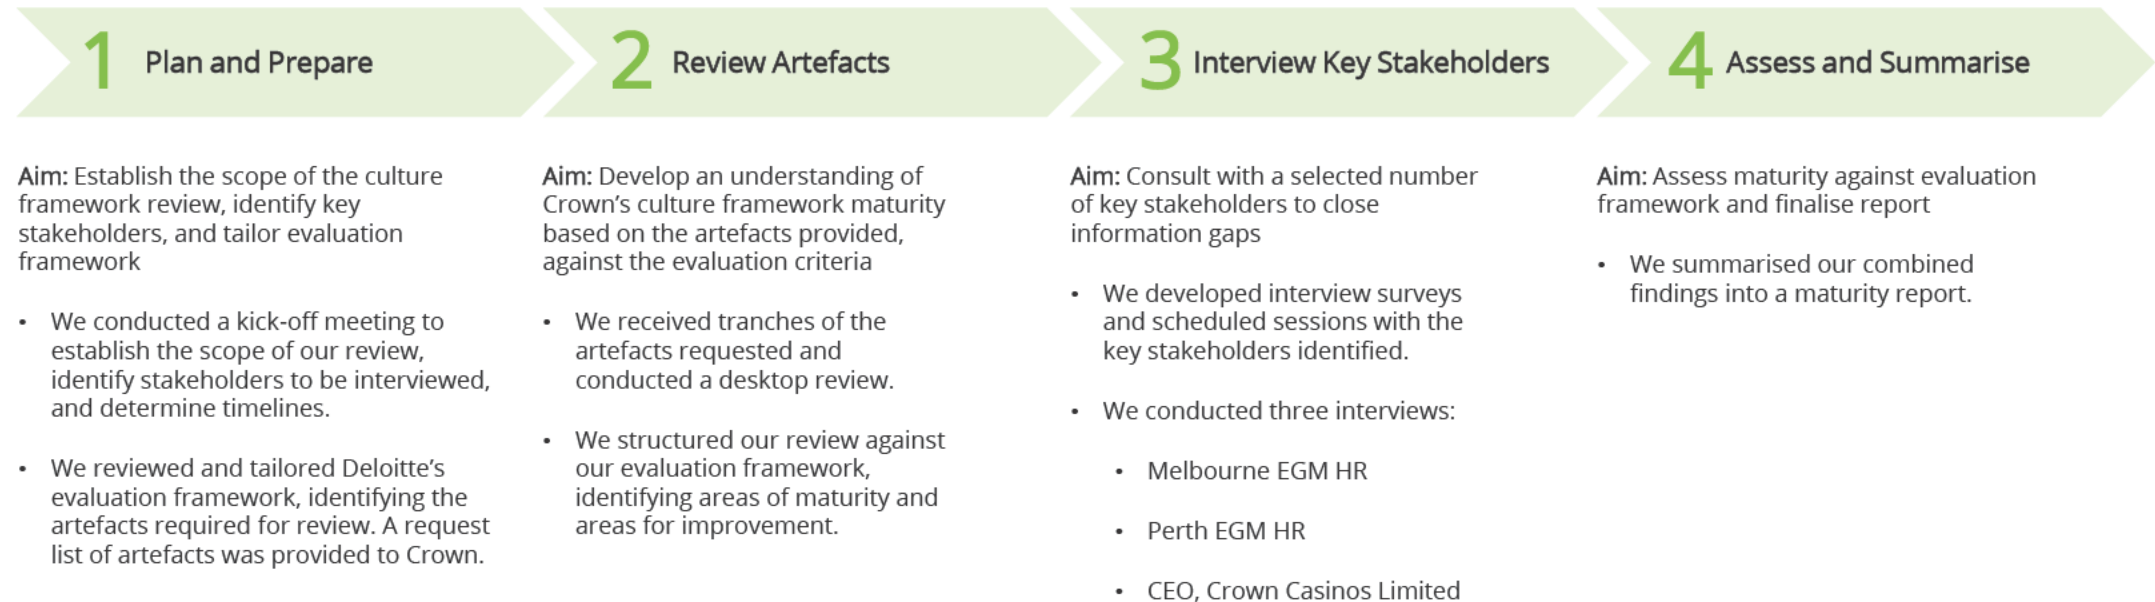 1 Plan and Prepare
Aim: Establish the scope of the culture
framework review, identify key
stakeholders, and tailor evaluation
framework
• We conducted a kick-off meeting to
establish the scope of our review,
identify stakeholders to be interviewed,
and determine timelines.
• We reviewed and tailored Deloitte’s
evaluation framework, identifying the
artefacts required for review. A request
list of artefacts was provided to Crown.
2 Review Artefacts
Aim: Develop an understanding of
Crown’s culture framework maturity
based on the artefacts provided,
against the evaluation criteria
• We received tranches of the
artefacts requested and
conducted a desktop review.
• We structured our review against
our evaluation framework,
identifying areas of maturity and
areas for improvement.
3 Interview Key Stakeholders
Aim: Consult with a selected number
of key stakeholders to close
information gaps
• We developed interview surveys
and scheduled sessions with the
key stakeholders identified.
• We conducted three interviews:
• Melbourne EGM HR
• Perth EGM HR
• CEO, Crown Casinos Limited
4 Assess and Summarise
Aim: Assess maturity against evaluation
framework and finalise report
• We summarised our combined
findings into a maturity report.